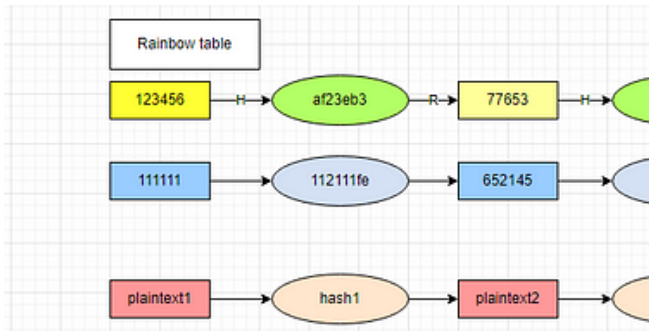 Rainbow table
123456 H af23eb3 R 77653 H
111111 112111fe 652145
plaintext1 hash1 plaintext2